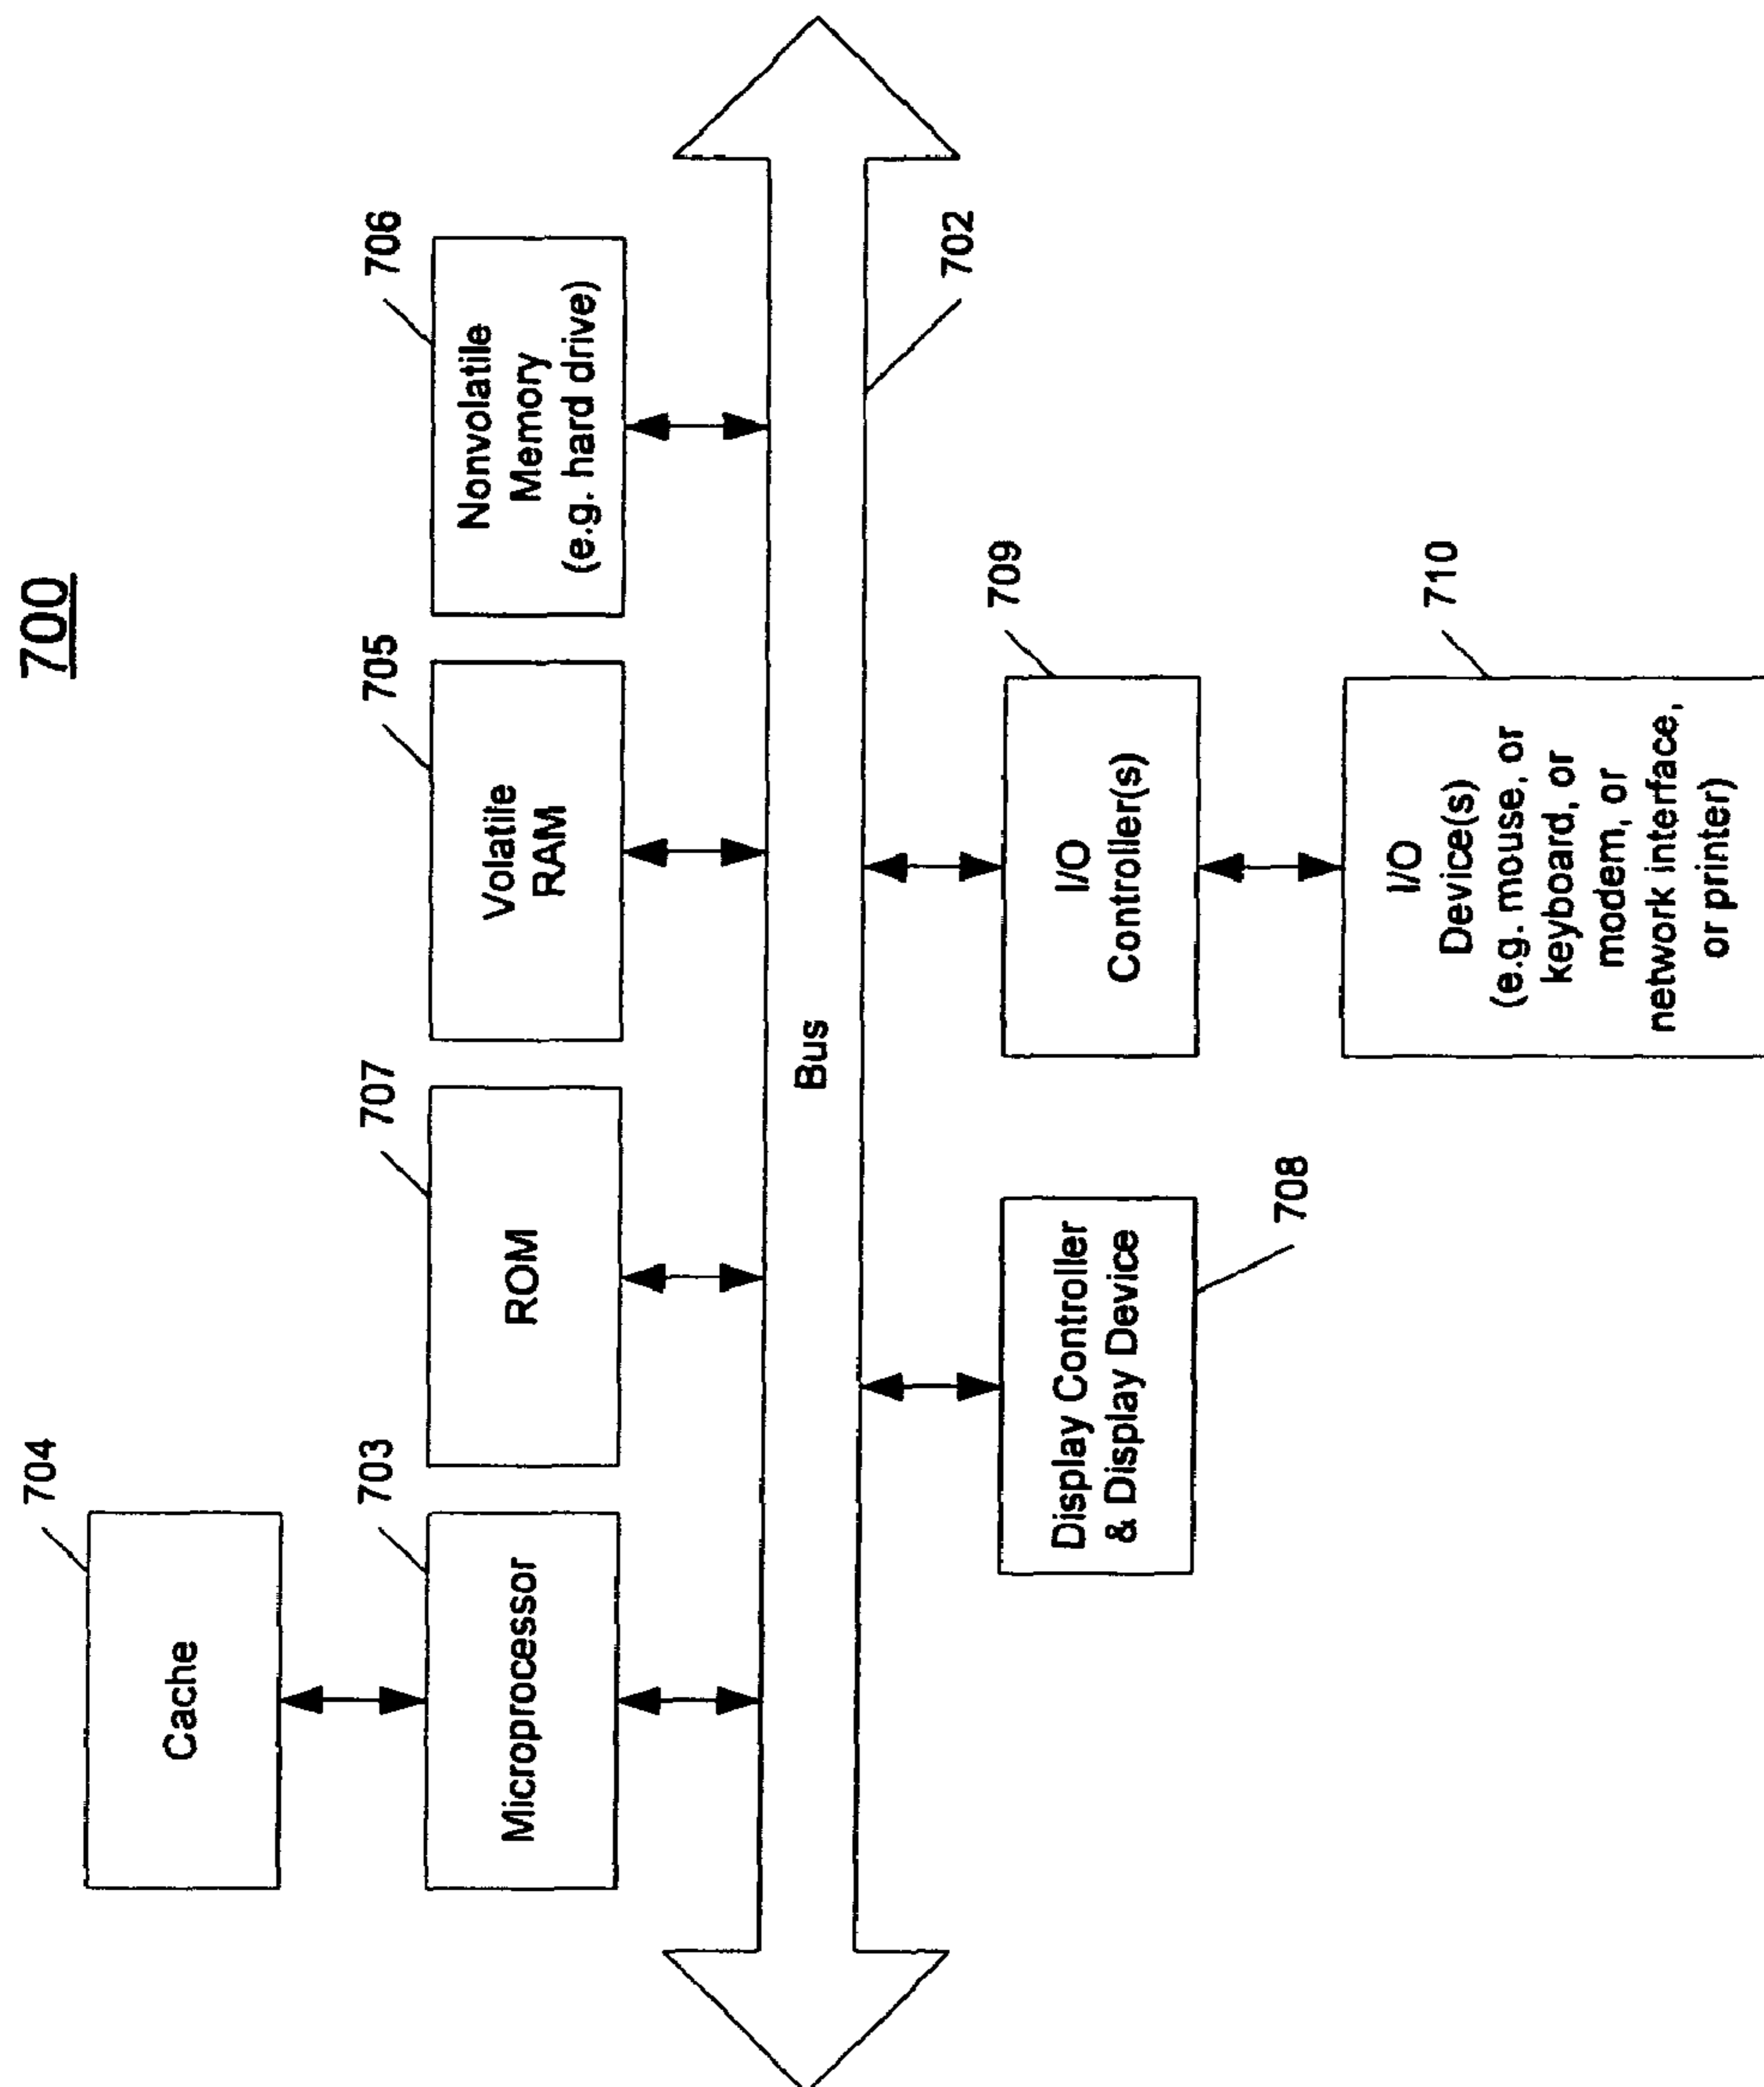 700
704
Cache
703
Microprocessor
707
ROM
705
Volatile
RAM
706
Nonvolatile
Memory
(e.g. hard drive)
Bus
702
Display Controller
& Display Device
708
709
I/O
Controller(s)
710
I/O
Device(s)
(e.g. mouse, or
keyboard, or
modem, or
network interface,
or printer)